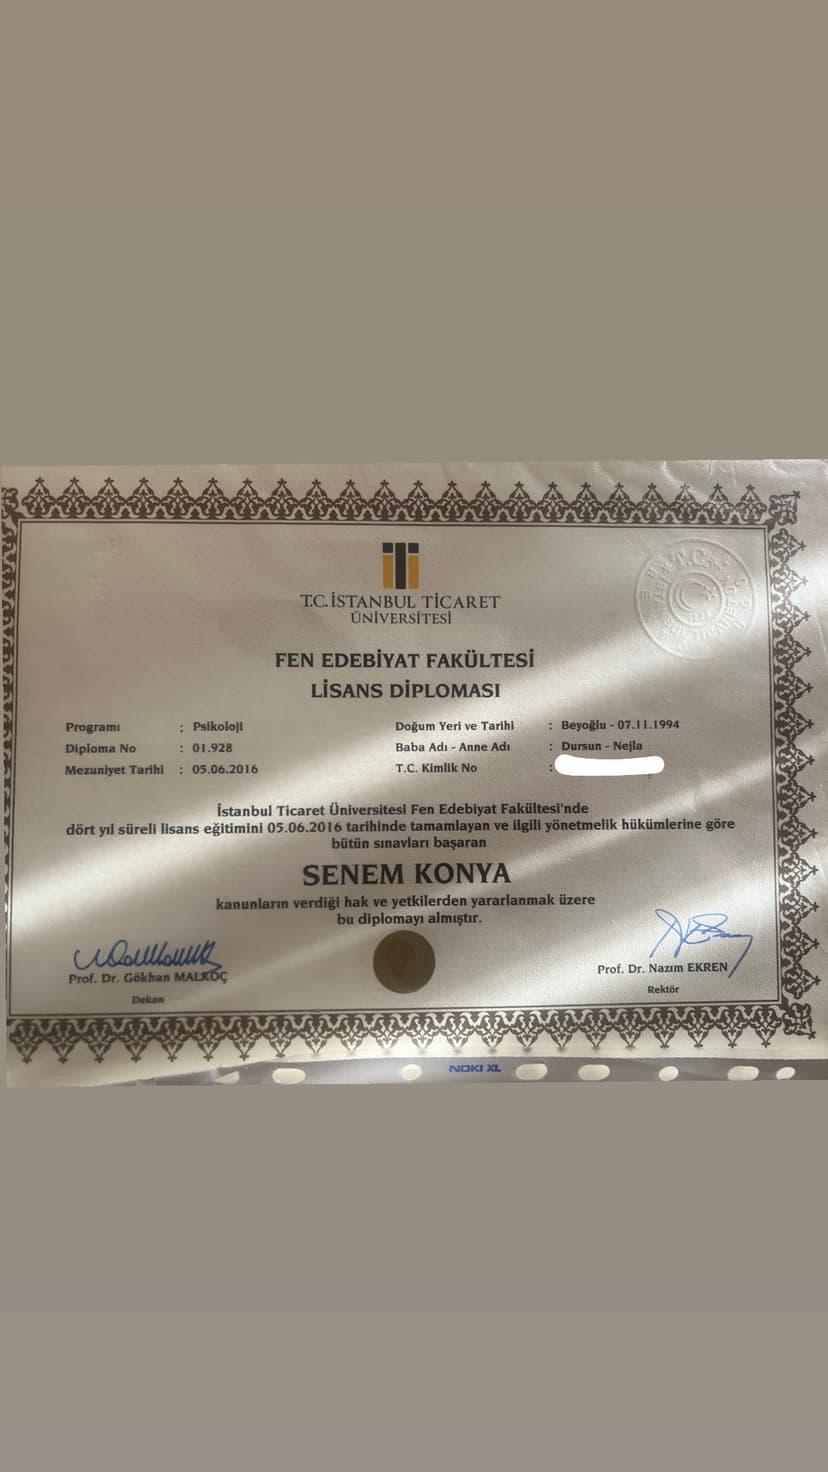 T.C. İSTANBUL TİCARET
ÜNİVERSİTESİ
FEN EDEBİYAT FAKÜLTESİ
LİSANS DİPLOMASI
Programı : Psikoloji
Diploma No : 01.928
Mezuniyet Tarihi : 05.06.2016
Doğum Yeri ve Tarihi : Beyoğlu - 07.11.1994
Baba Adı - Anne Adı : Dursun - Nejla
T.C. Kimlik No :
İstanbul Ticaret Üniversitesi Fen Edebiyat Fakültesi'nde
dört yıl süreli lisans eğitimini 05.06.2016 tarihinde tamamlayan ve ilgili yönetmelik hükümlerine göre
bütün sınavları başaran
SENEM KONYA
kanunların verdiği hak ve yetkilerden yararlanmak üzere
bu diplomayı almıştır.
Prof. Dr. Gökhan MALKOÇ
Dekan
Prof. Dr. Nazım EKREN
Rektör
NOKI XL